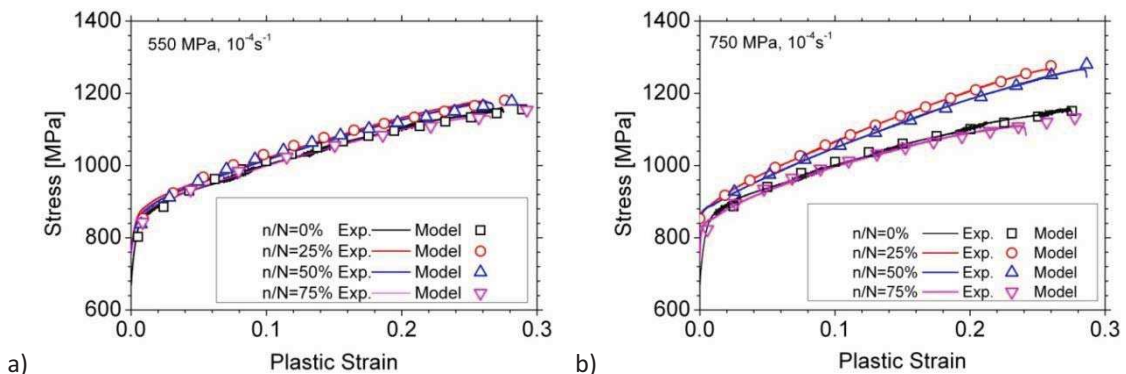 550 MPa, 10⁻⁴s⁻¹
Stress [MPa]
1400
1200
1000
800
600
n/N=0% Exp. Model
n/N=25% Exp. Model
n/N=50% Exp. Model
n/N=75% Exp. Model
0.0 0.1 0.2 0.3
Plastic Strain
a)
750 MPa, 10⁻⁴s⁻¹
Stress [MPa]
1400
1200
1000
800
600
n/N=0% Exp. Model
n/N=25% Exp. Model
n/N=50% Exp. Model
n/N=75% Exp. Model
0.0 0.1 0.2 0.3
Plastic Strain
b)